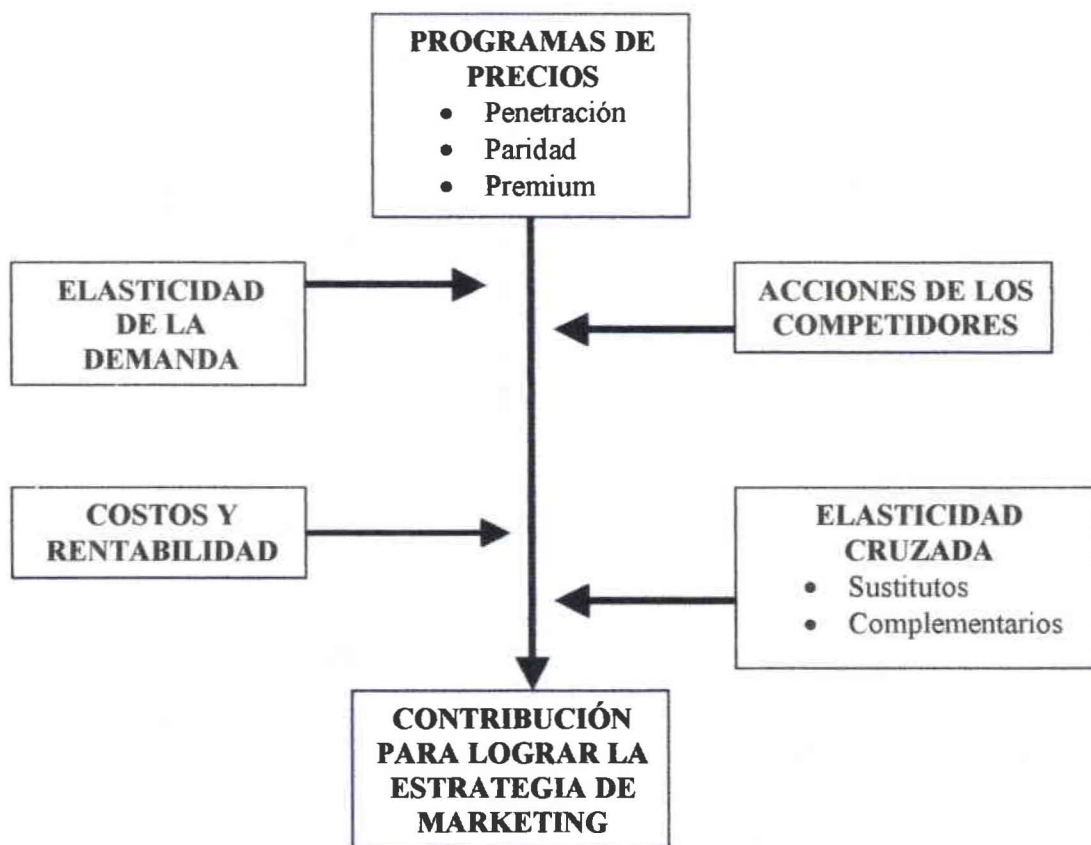 PROGRAMAS DE
PRECIOS
• Penetración
• Paridad
• Premium
ELASTICIDAD
DE LA
DEMANDA
ACCIONES DE LOS
COMPETIDORES
COSTOS Y
RENTABILIDAD
ELASTICIDAD
CRUZADA
• Sustitutos
• Complementarios
CONTRIBUCIÓN
PARA LOGRAR LA
ESTRATEGIA DE
MARKETING